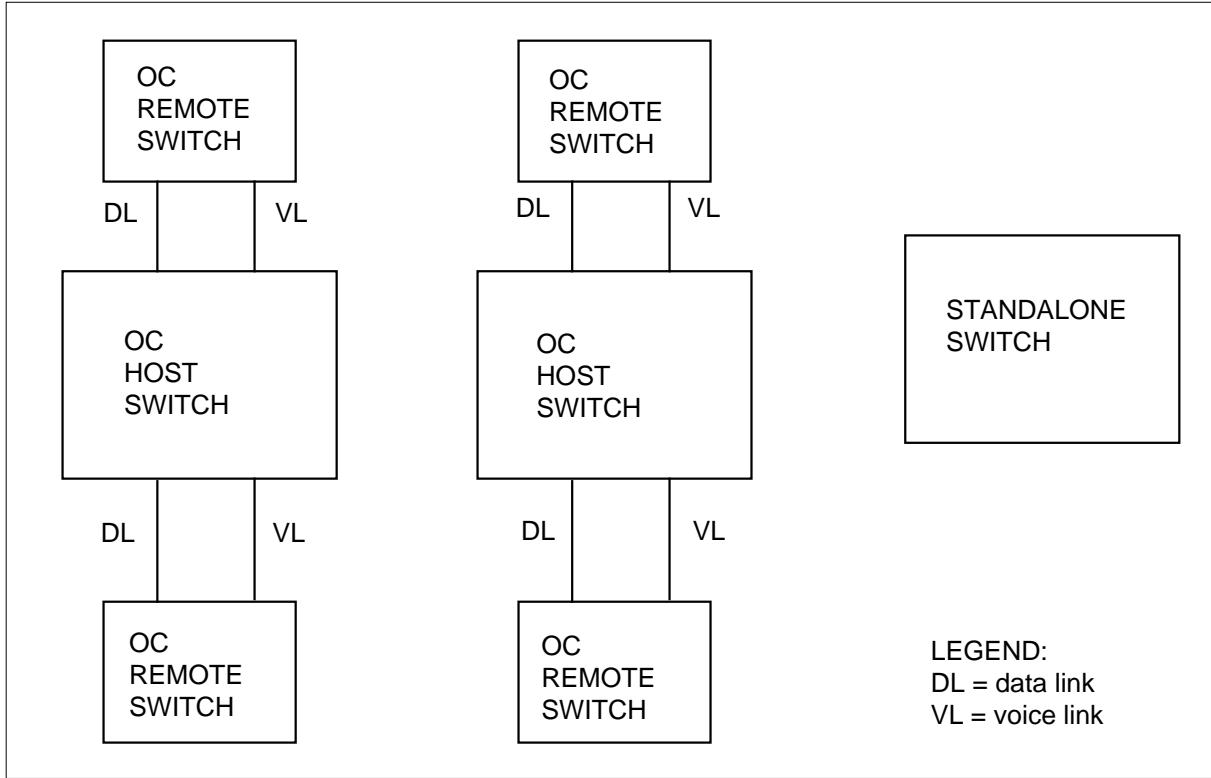 OC
REMOTE
SWITCH
OC
REMOTE
SWITCH
DL
VL
DL
VL
OC
HOST
SWITCH
OC
HOST
SWITCH
STANDALONE
SWITCH
DL
VL
DL
VL
OC
REMOTE
SWITCH
OC
REMOTE
SWITCH
LEGEND:
DL = data link
VL = voice link